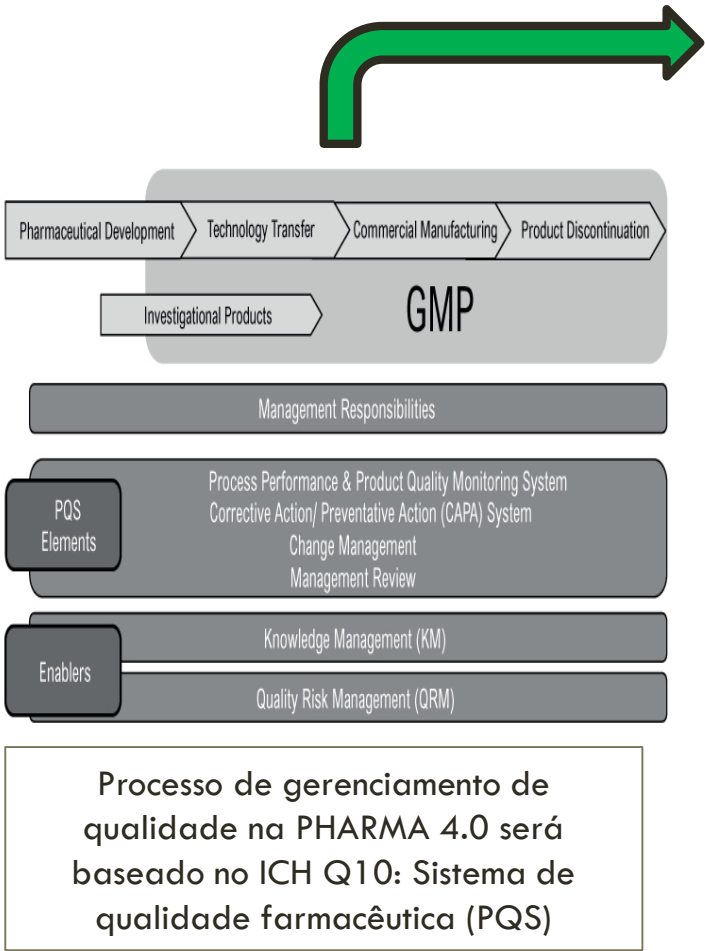 Pharmaceutical Development
Technology Transfer
Commercial Manufacturing
Product Discontinuation
Investigational Products
GMP
Management Responsibilities
PQS
Elements
Process Performance & Product Quality Monitoring System
Corrective Action/ Preventative Action (CAPA) System
Change Management
Management Review
Enablers
Knowledge Management (KM)
Quality Risk Management (QRM)
Processo de gerenciamento de
qualidade na PHARMA 4.0 será
baseado no ICH Q10: Sistema de
qualidade farmacêutica (PQS)